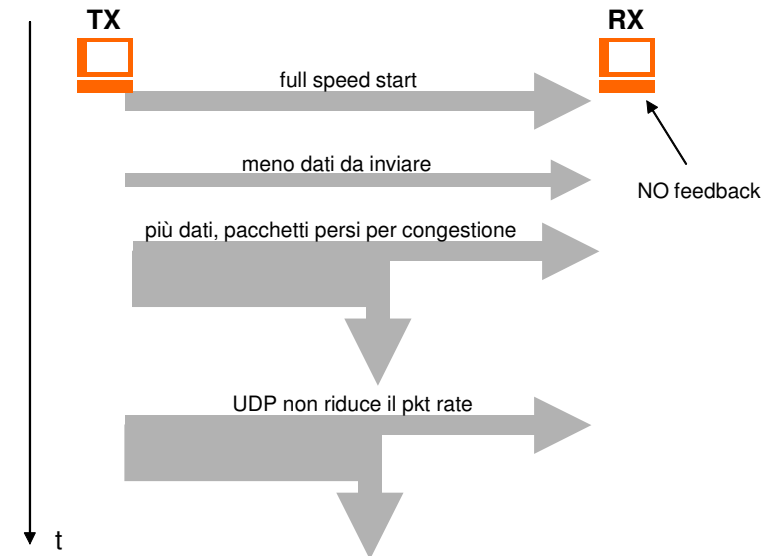 TX
RX
full speed start
meno dati da inviare
NO feedback
più dati, pacchetti persi per congestione
UDP non riduce il pkt rate
t